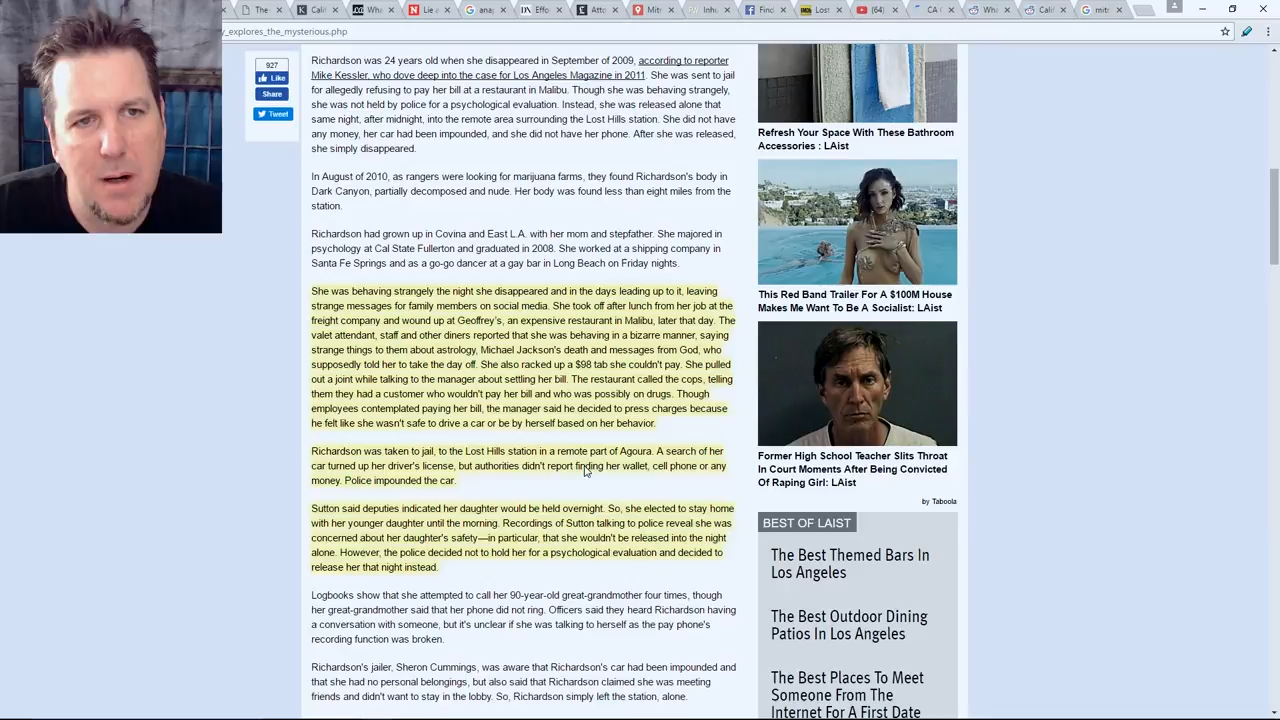 The
Kalif
Wha
Lie a
anap
Effo
Atto
Mitr
Inh
Find
Lost
(64)
Cali
Who
CA
Calif
mitr
y_explores_the_mysterious.php
927
Like
Share
Tweet
Richardson was 24 years old when she disappeared in September of 2009, according to reporter
Mike Kessler, who dove deep into the case for Los Angeles Magazine in 2011. She was sent to jail
for allegedly refusing to pay her bill at a restaurant in Malibu. Though she was behaving strangely,
she was not held by police for a psychological evaluation. Instead, she was released alone that
same night, after midnight, into the remote area surrounding the Lost Hills station. She did not have
any money, her car had been impounded, and she did not have her phone. After she was released,
she simply disappeared.
In August of 2010, as rangers were looking for marijuana farms, they found Richardson's body in
Dark Canyon, partially decomposed and nude. Her body was found less than eight miles from the
station.
Richardson had grown up in Covina and East L.A. with her mom and stepfather. She majored in
psychology at Cal State Fullerton and graduated in 2008. She worked at a shipping company in
Santa Fe Springs and as a go-go dancer at a gay bar in Long Beach on Friday nights.
She was behaving strangely the night she disappeared and in the days leading up to it, leaving
strange messages for family members on social media. She took off after lunch from her job at the
freight company and wound up at Geoffrey's, an expensive restaurant in Malibu, later that day. The
valet attendant, staff and other diners reported that she was behaving in a bizarre manner, saying
strange things to them about astrology, Michael Jackson's death and messages from God, who
supposedly told her to take the day off. She also racked up a $98 tab she couldn't pay. She pulled
out a joint while talking to the manager about settling her bill. The restaurant called the cops, telling
them they had a customer who wouldn't pay her bill and who was possibly on drugs. Though
employees contemplated paying her bill, the manager said he decided to press charges because
he felt like she wasn't safe to drive a car or be by herself based on her behavior.
Richardson was taken to jail, to the Lost Hills station in a remote part of Agoura. A search of her
car turned up her driver's license, but authorities didn't report finding her wallet, cell phone or any
money. Police impounded the car.
Sutton said deputies indicated her daughter would be held overnight. So, she elected to stay home
with her younger daughter until the morning. Recordings of Sutton talking to police reveal she was
concerned about her daughter's safety—in particular, that she wouldn't be released into the night
alone. However, the police decided not to hold her for a psychological evaluation and decided to
release her that night instead.
Logbooks show that she attempted to call her 90-year-old great-grandmother four times, though
her great-grandmother said that her phone did not ring. Officers said they heard Richardson having
a conversation with someone, but it's unclear if she was talking to herself as the pay phone's
recording function was broken.
Richardson's jailer, Sheron Cummings, was aware that Richardson's car had been impounded and
that she had no personal belongings, but also said that Richardson claimed she was meeting
friends and didn't want to stay in the lobby. So, Richardson simply left the station, alone.
Refresh Your Space With These Bathroom
Accessories : LAist
This Red Band Trailer For A $100M House
Makes Me Want To Be A Socialist: LAist
Former High School Teacher Slits Throat
In Court Moments After Being Convicted
Of Raping Girl: LAist
by Taboola
BEST OF LAIST
The Best Themed Bars In
Los Angeles
The Best Outdoor Dining
Patios In Los Angeles
The Best Places To Meet
Someone From The
Internet For A First Date